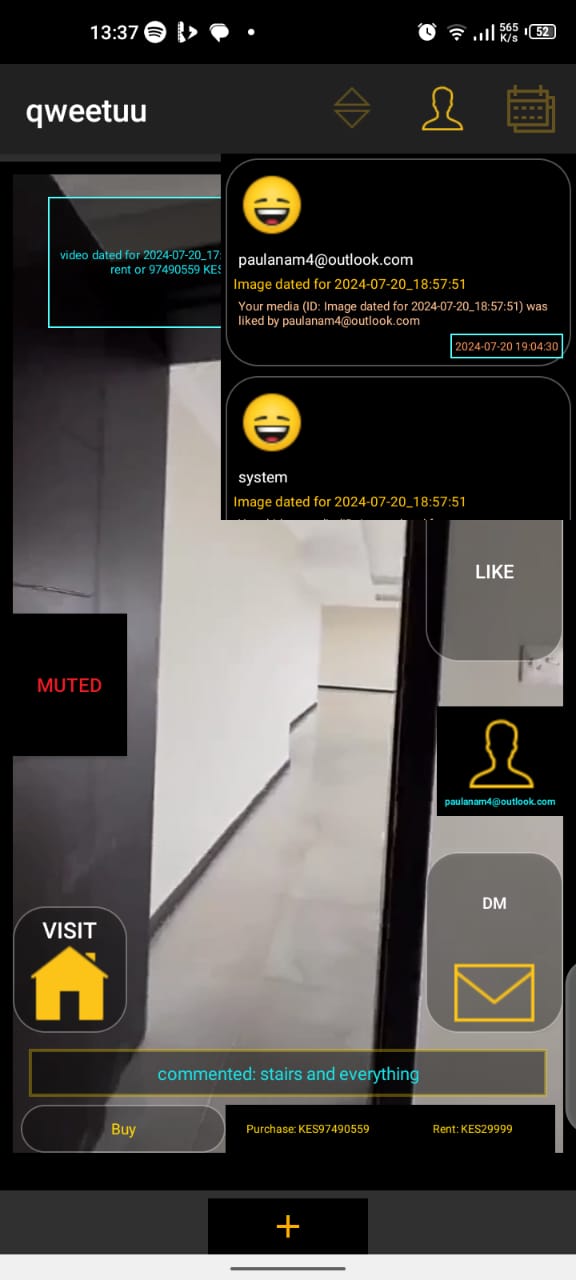 13:37
565
K/s
52
qweetuu
video dated for 2024-07-20_17:
rent or 97490559 KES
paulanam4@outlook.com
Image dated for 2024-07-20_18:57:51
Your media (ID: Image dated for 2024-07-20_18:57:51) was
liked by paulanam4@outlook.com
2024-07-20 19:04:30
system
Image dated for 2024-07-20_18:57:51
LIKE
MUTED
paulanam4@outlook.com
DM
VISIT
commented: stairs and everything
Buy
Purchase: KES97490559
Rent: KES29999
+